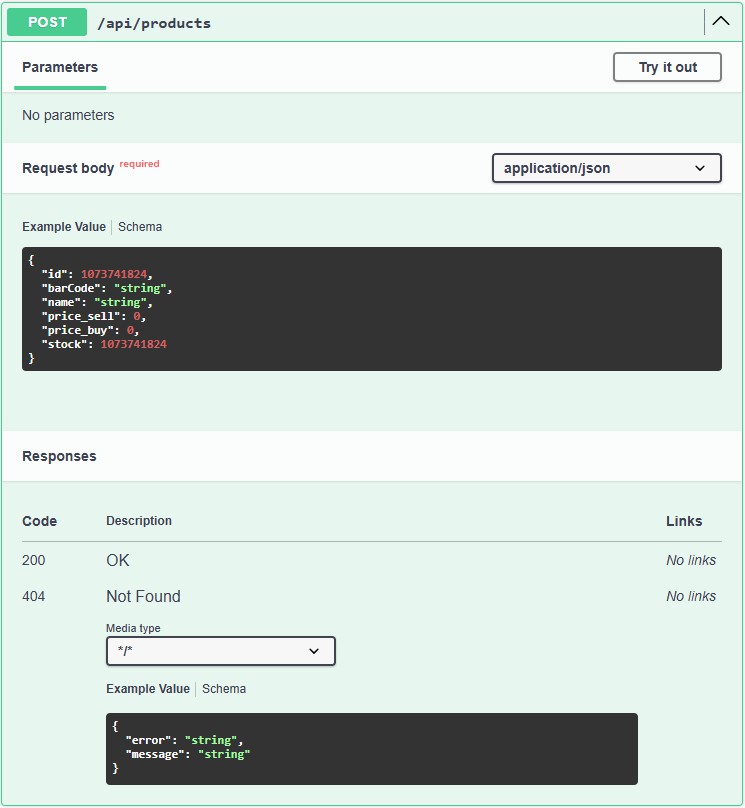 POST /api/products
Parameters Try it out
No parameters
Request body required application/json
Example Value Schema
{
  "id": 1073741824,
  "barCode": "string",
  "name": "string",
  "price_sell": 0,
  "price_buy": 0,
  "stock": 1073741824
}
Responses
Code Description Links
200 OK No links
404 Not Found No links
Media type
*/*
Example Value Schema
{
  "error": "string",
  "message": "string"
}